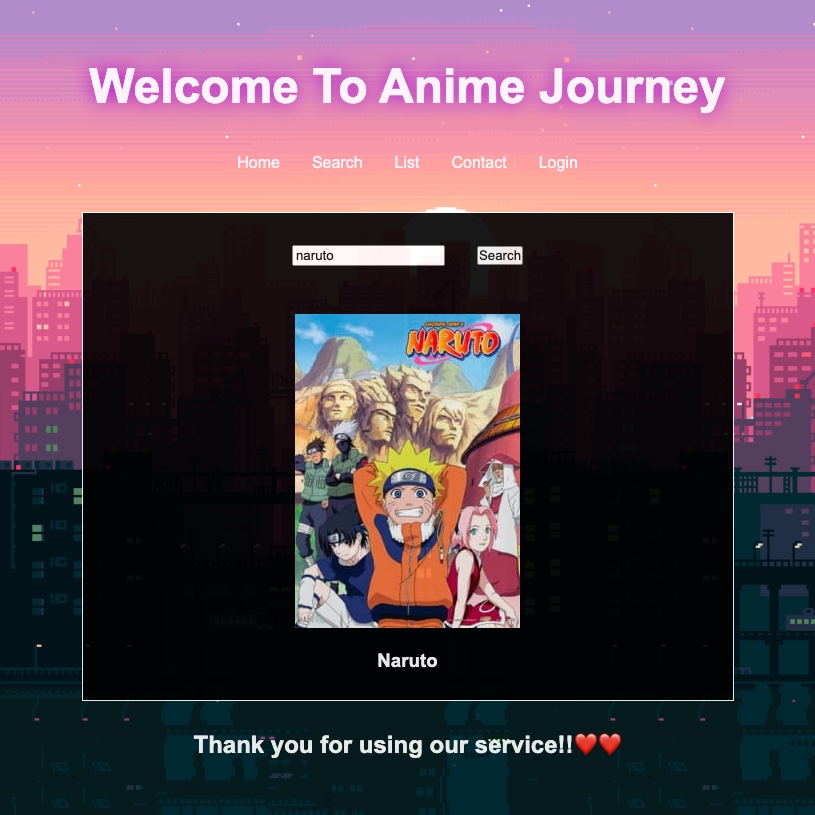 Welcome To Anime Journey
Home Search List Contact Login
naruto Search
SHONEN JUMP'S
NARUTO
Naruto
Thank you for using our service!!❤️❤️